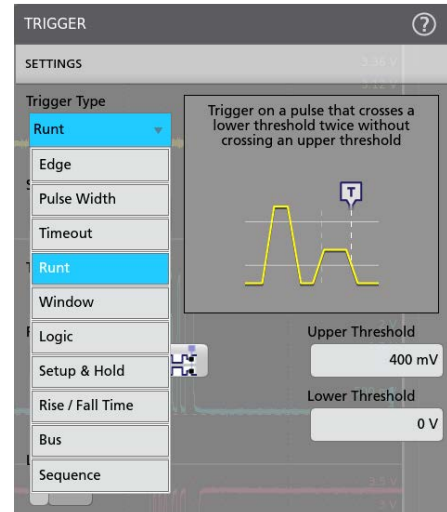 TRIGGER
?
SETTINGS
Trigger Type
Runt
Edge
Pulse Width
Timeout
Runt
Window
Logic
Setup & Hold
Rise / Fall Time
Bus
Sequence
Trigger on a pulse that crosses a
lower threshold twice without
crossing an upper threshold
T
Upper Threshold
400 mV
Lower Threshold
0 V